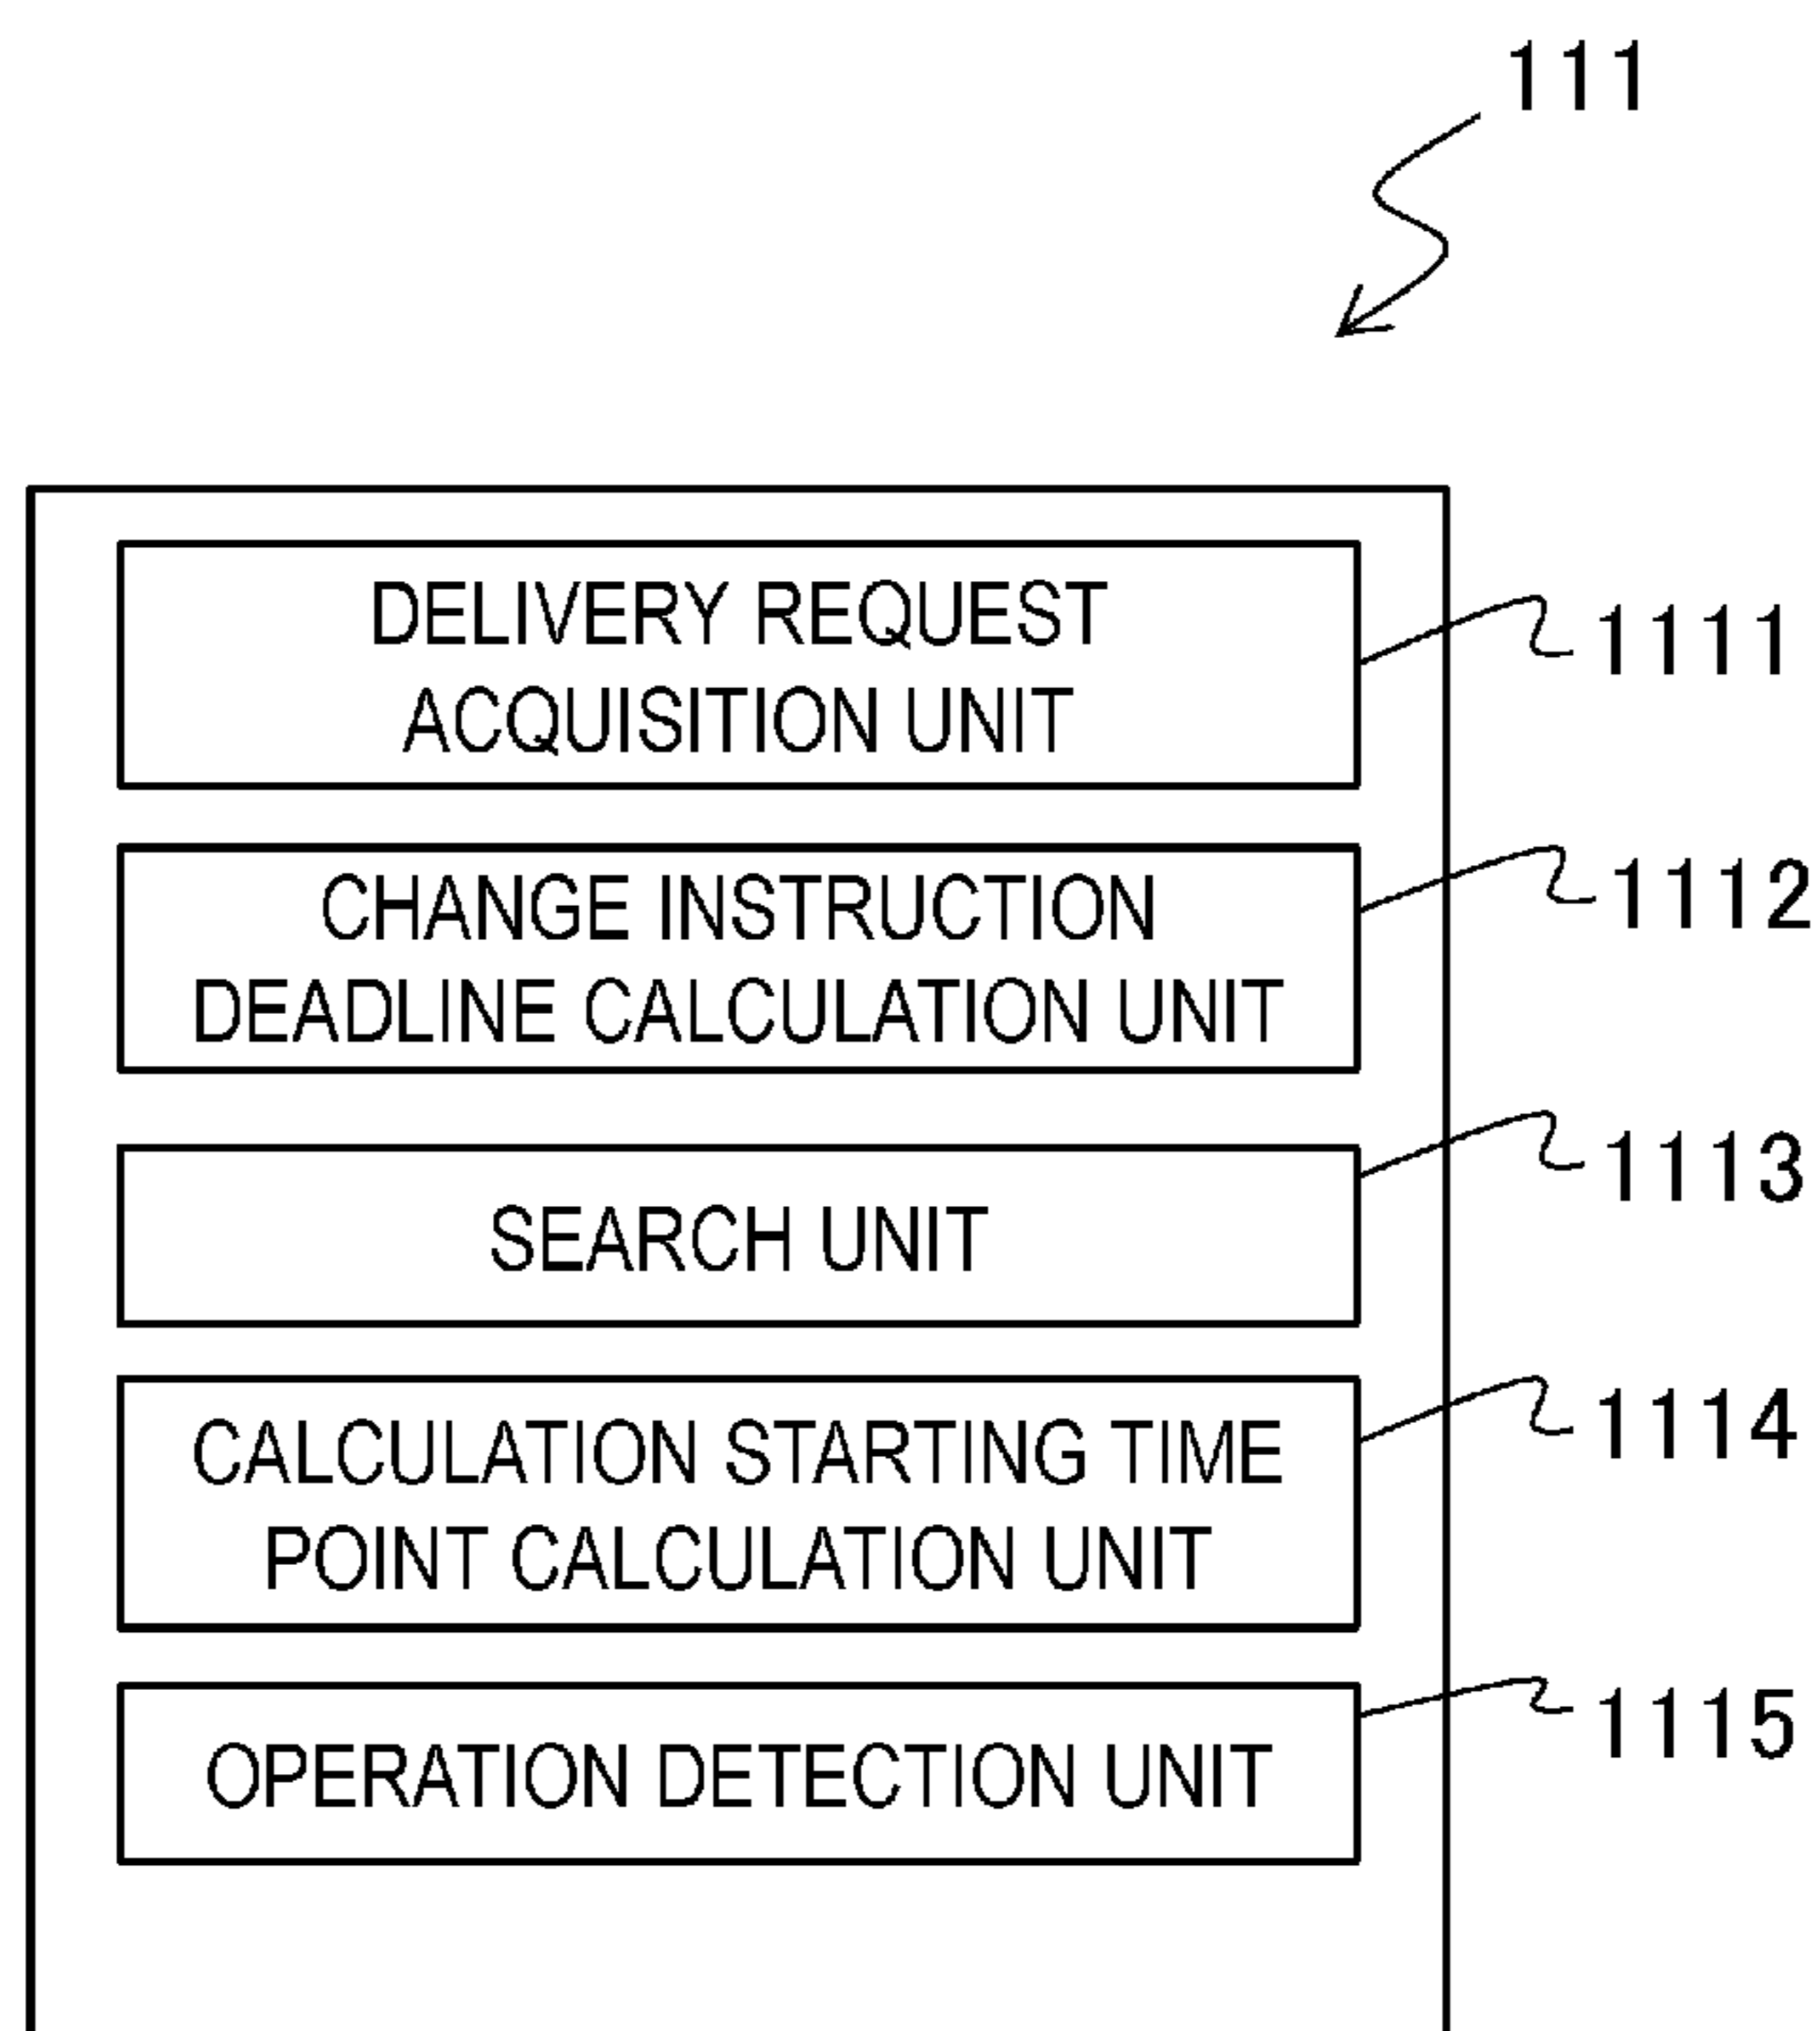 111
DELIVERY REQUEST
ACQUISITION UNIT
1111
CHANGE INSTRUCTION
DEADLINE CALCULATION UNIT
1112
SEARCH UNIT
1113
CALCULATION STARTING TIME
POINT CALCULATION UNIT
1114
OPERATION DETECTION UNIT
1115